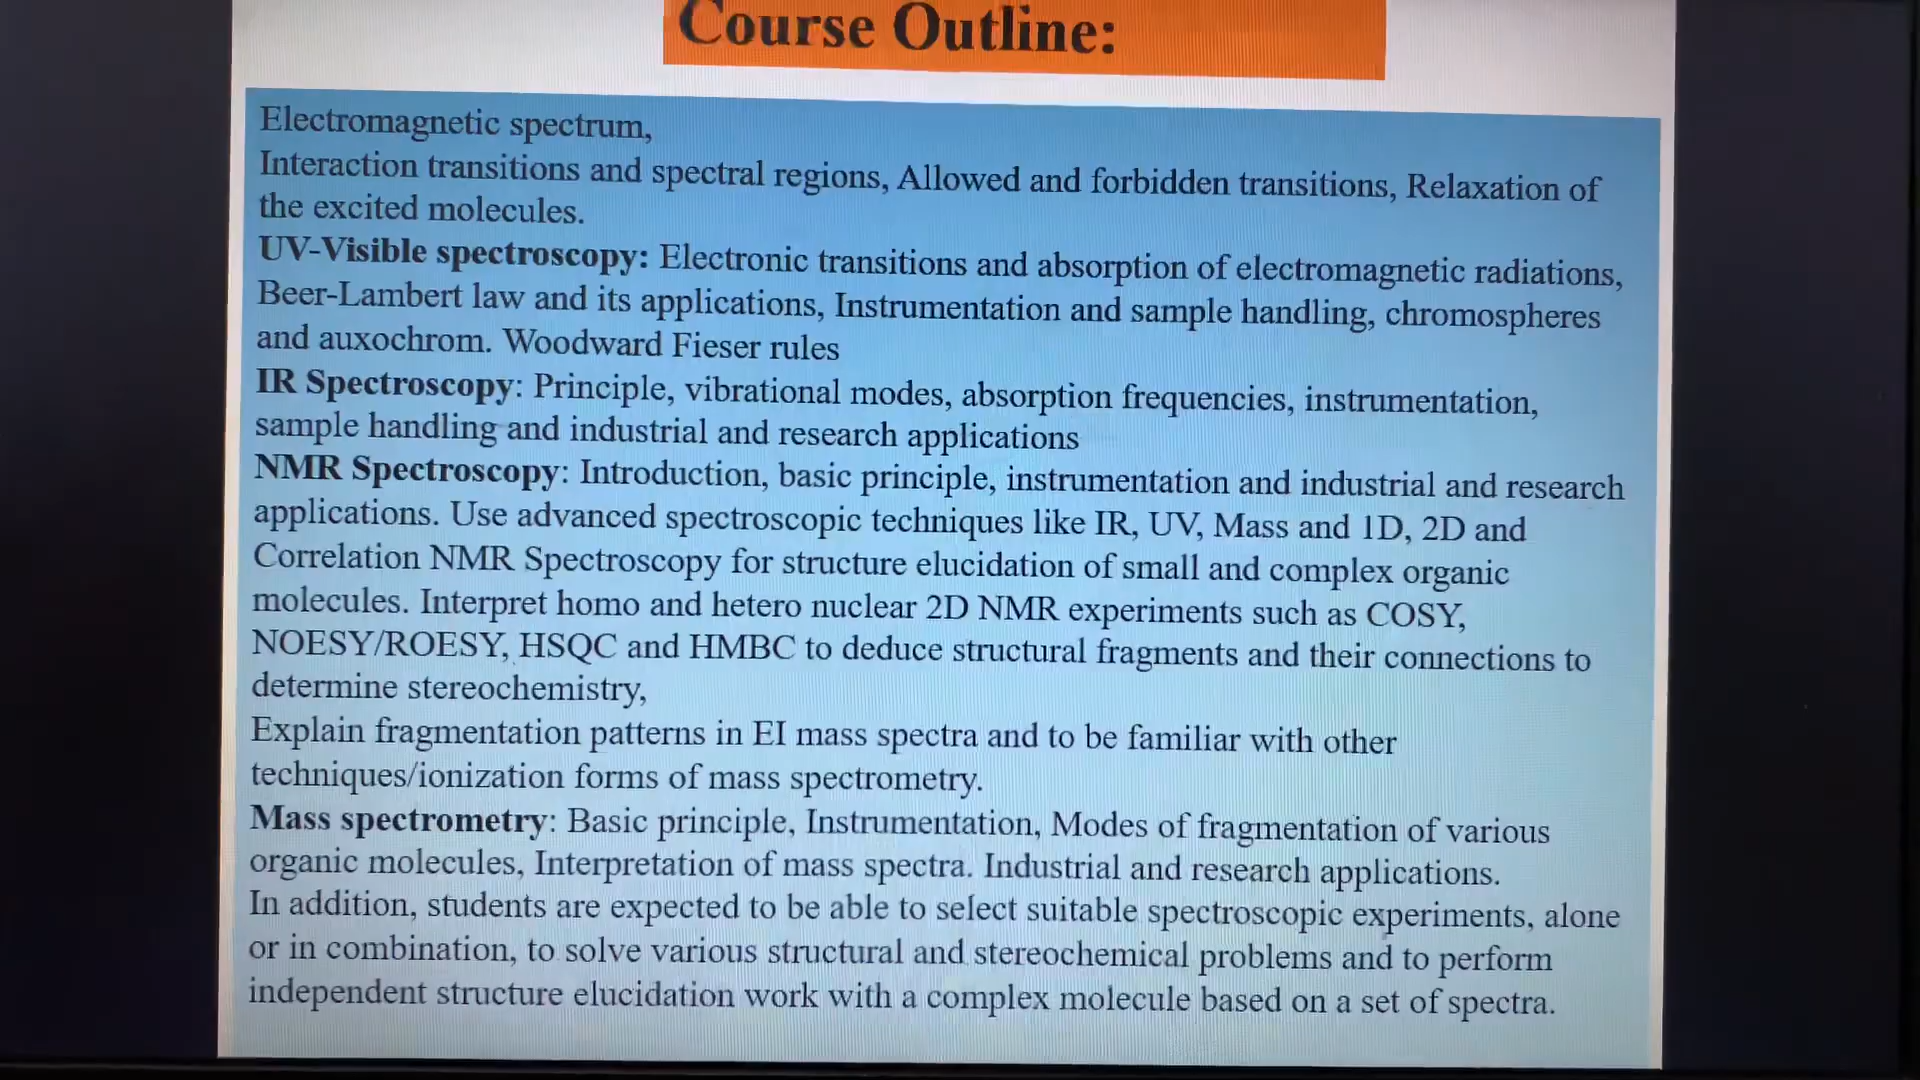 Course Outline:
Electromagnetic spectrum,
Interaction transitions and spectral regions, Allowed and forbidden transitions, Relaxation of
the excited molecules.
UV-Visible spectroscopy: Electronic transitions and absorption of electromagnetic radiations,
Beer-Lambert law and its applications, Instrumentation and sample handling, chromospheres
and auxochrom. Woodward Fieser rules
IR Spectroscopy: Principle, vibrational modes, absorption frequencies, instrumentation,
sample handling and industrial and research applications
NMR Spectroscopy: Introduction, basic principle, instrumentation and industrial and research
applications. Use advanced spectroscopic techniques like IR, UV, Mass and 1D, 2D and
Correlation NMR Spectroscopy for structure elucidation of small and complex organic
molecules. Interpret homo and hetero nuclear 2D NMR experiments such as COSY,
NOESY/ROESY, HSQC and HMBC to deduce structural fragments and their connections to
determine stereochemistry,
Explain fragmentation patterns in EI mass spectra and to be familiar with other
techniques/ionization forms of mass spectrometry.
Mass spectrometry: Basic principle, Instrumentation, Modes of fragmentation of various
organic molecules, Interpretation of mass spectra. Industrial and research applications.
In addition, students are expected to be able to select suitable spectroscopic experiments, alone
or in combination, to solve various structural and stereochemical problems and to perform
independent structure elucidation work with a complex molecule based on a set of spectra.